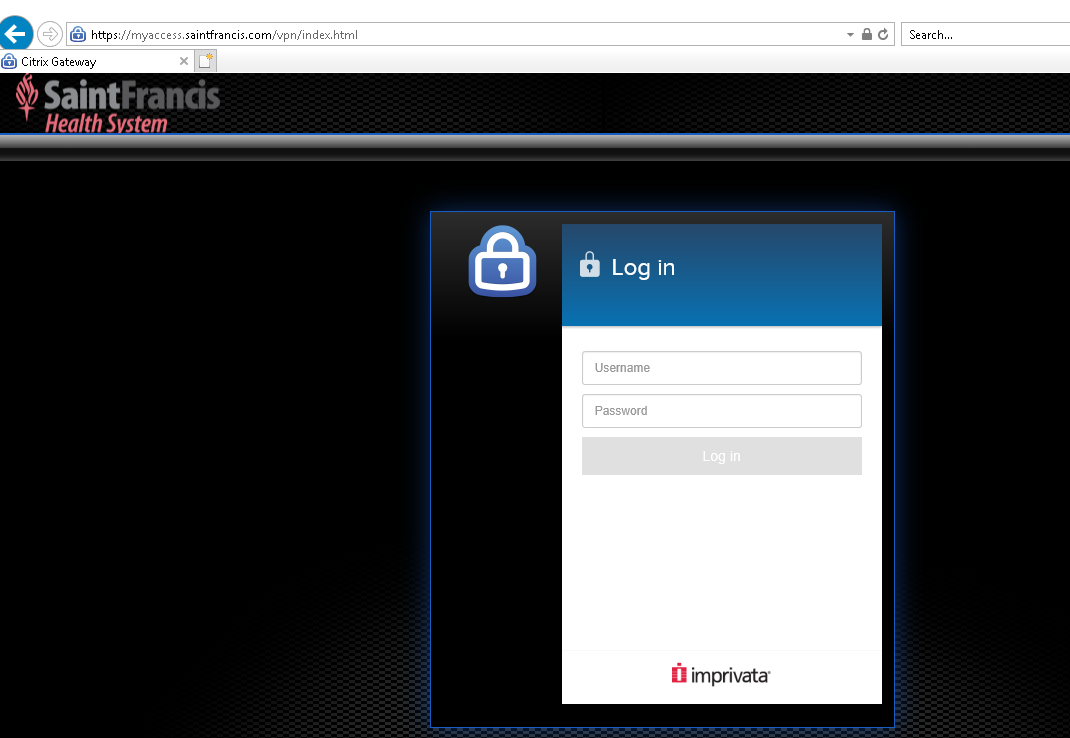 https://myaccess.saintfrancis.com/vpn/index.html
Search...
Citrix Gateway
SaintFrancis
Health System
Log in
Username
Password
Log in
imprivata